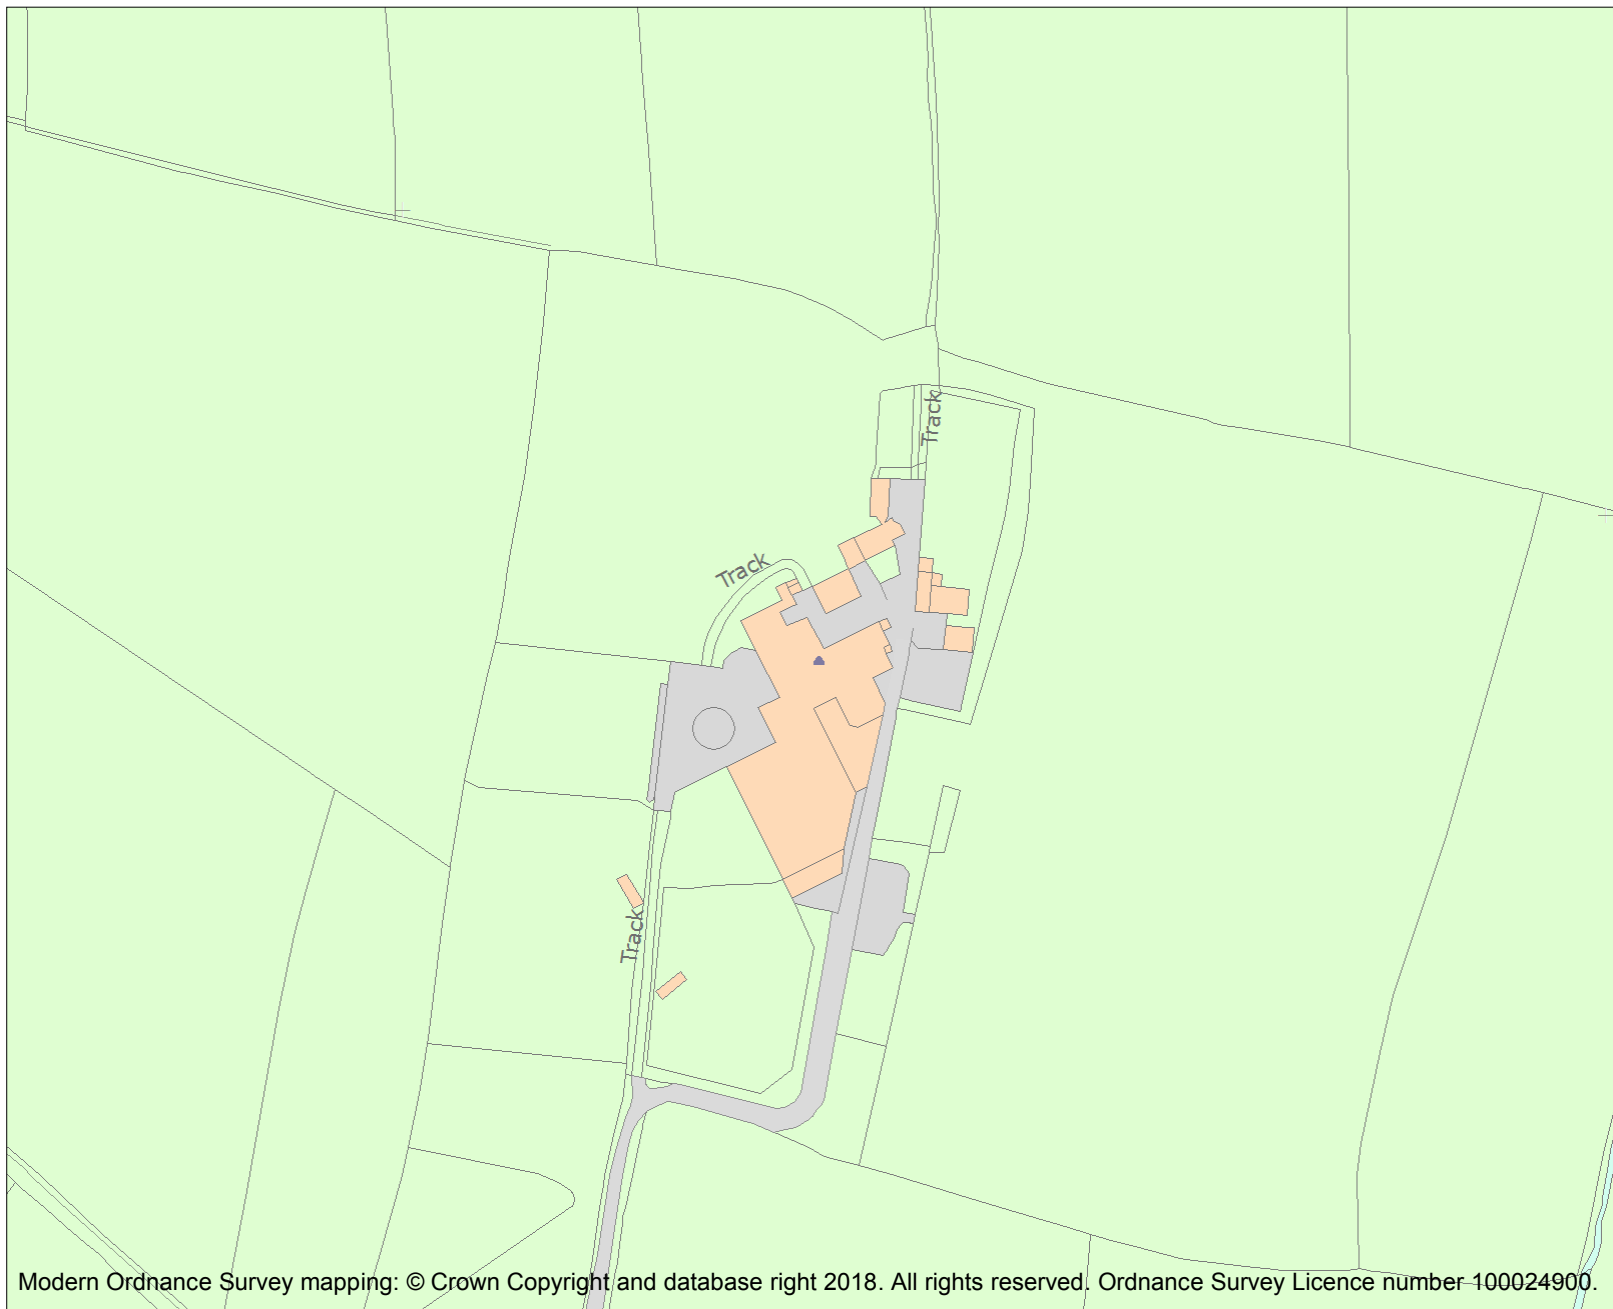 Track
Track
Track
Modern Ordnance Survey mapping: © Crown Copyright and database right 2018. All rights reserved. Ordnance Survey Licence number 100024900.